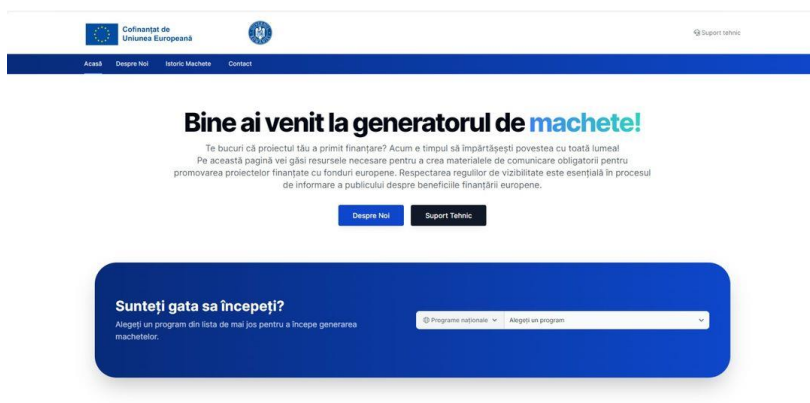 Cofinanțat de
Uniunea Europeană
Suport tehnic
Acasă Despre Noi Istoric Machete Contact
Bine ai venit la generatorul de machete!
Te bucuri că proiectul tău a primit finanțare? Acum e timpul să împărtășești povestea cu toată lumea!
Pe această pagină vei găsi resursele necesare pentru a crea materialele de comunicare obligatorii pentru
promovarea proiectelor finanțate cu fonduri europene. Respectarea regulilor de vizibilitate este esențială în procesul
de informare a publicului despre beneficiile finanțării europene.
Despre Noi Suport Tehnic
Sunteți gata sa începeți?
Alegeți un program din lista de mai jos pentru a începe generarea
machetelor.
Programe naționale Alegeți un program